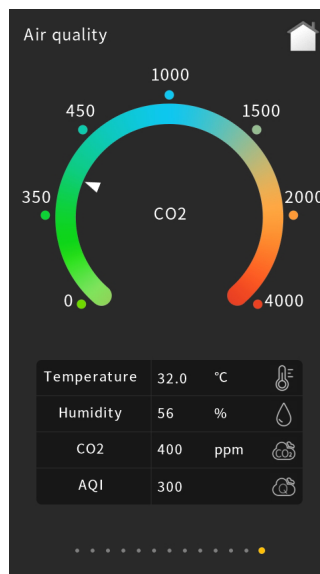 Air quality
1000
450
1500
350
2000
CO2
0
4000
Temperature 32.0 °C
Humidity 56 %
CO2 400 ppm CO2
AQI 300 Q